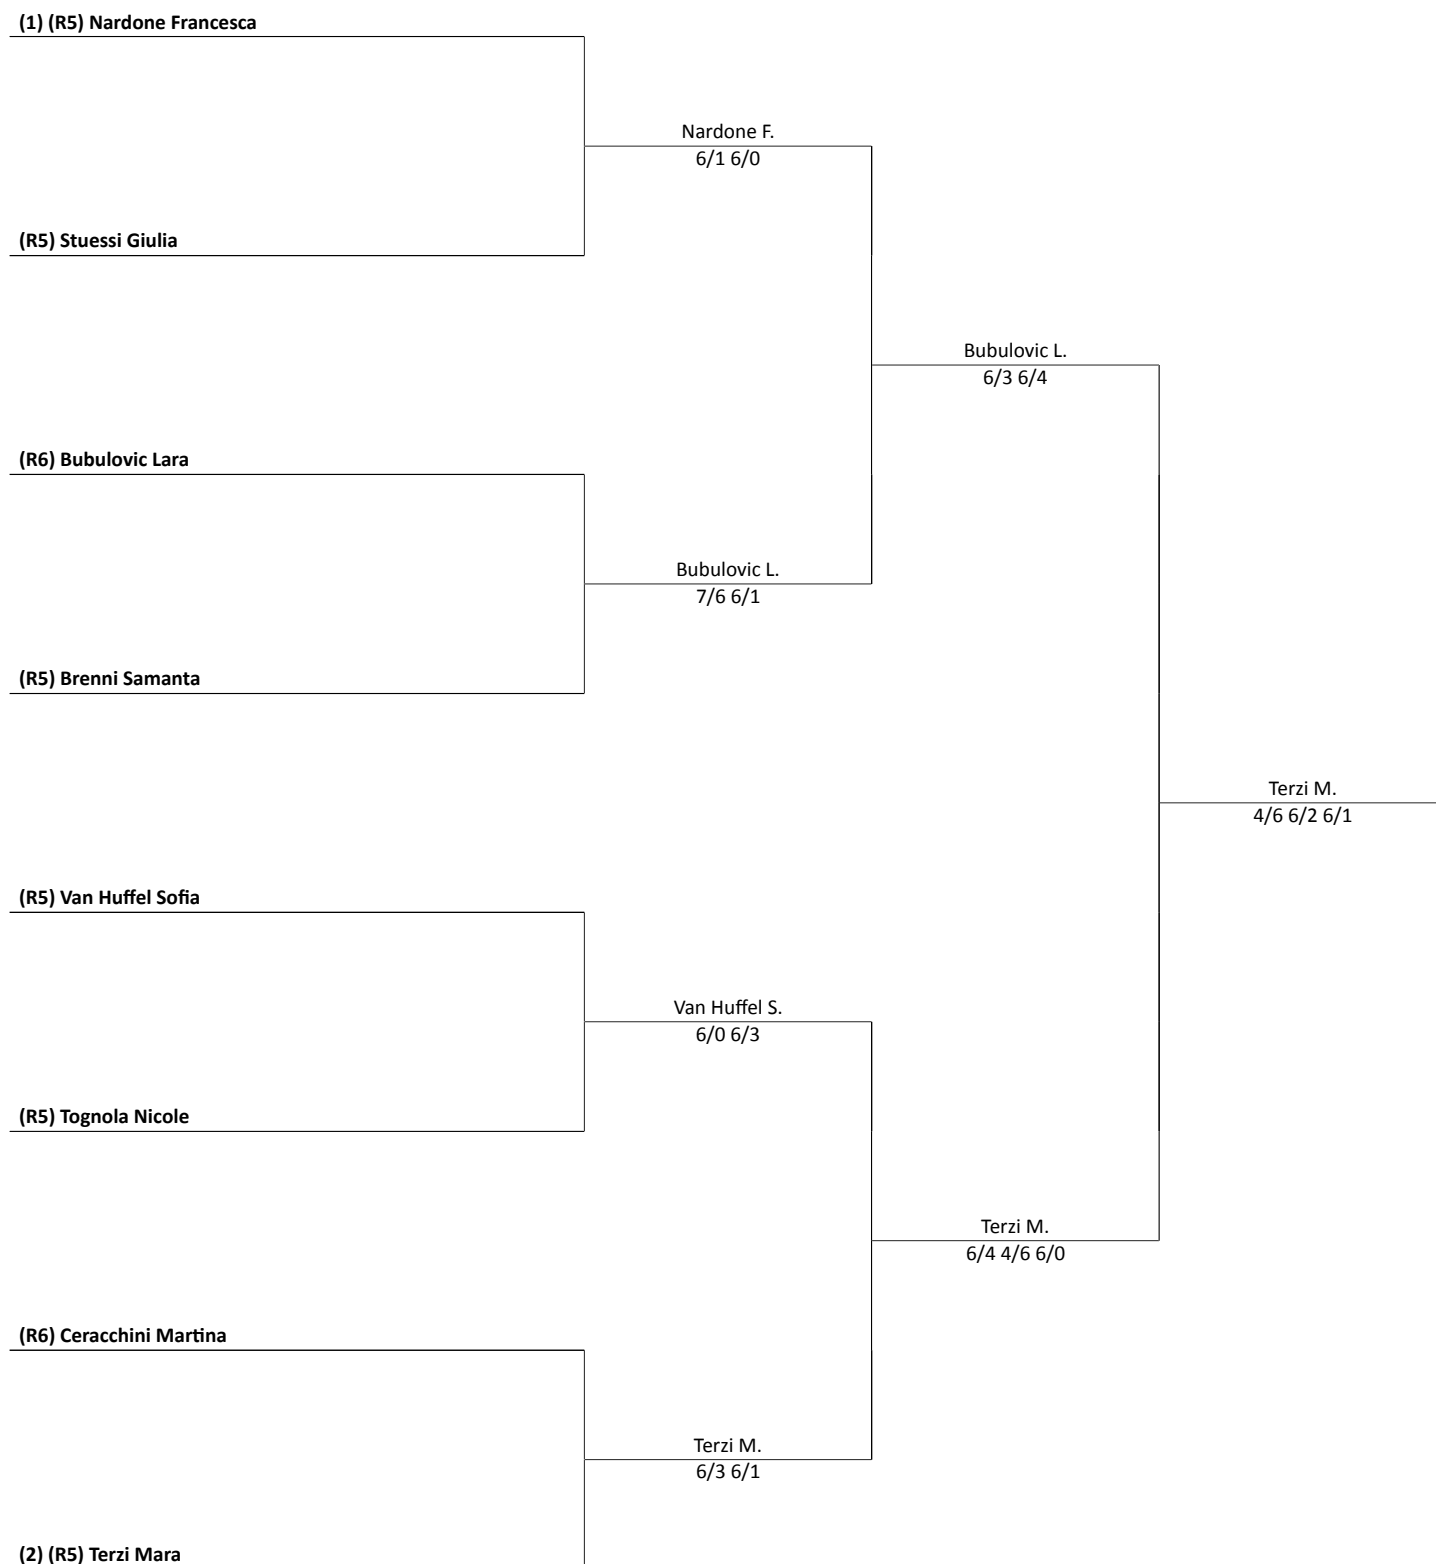 (1) (R5) Nardone Francesca
Nardone F.
6/1 6/0
(R5) Stuessi Giulia
Bubulovic L.
6/3 6/4
(R6) Bubulovic Lara
Bubulovic L.
7/6 6/1
(R5) Brenni Samanta
Terzi M.
4/6 6/2 6/1
(R5) Van Huffel Sofia
Van Huffel S.
6/0 6/3
(R5) Tognola Nicole
Terzi M.
6/4 4/6 6/0
(R6) Ceracchini Martina
Terzi M.
6/3 6/1
(2) (R5) Terzi Mara